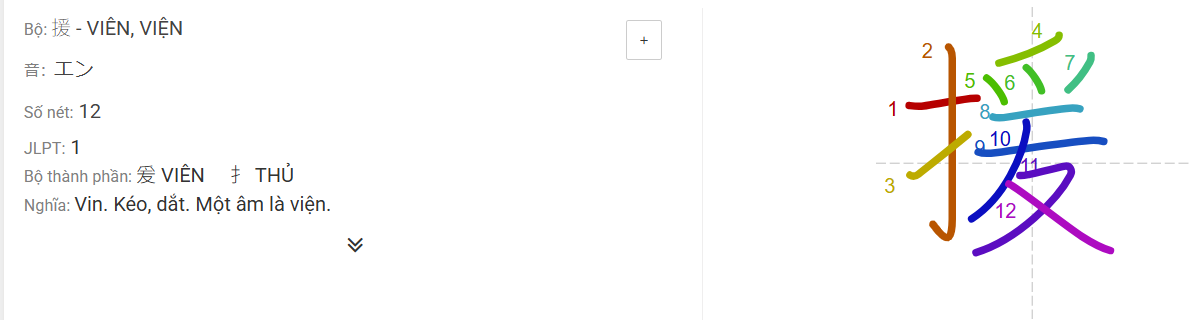 Bộ: 援 - VIÊN, VIỆN
+
音: エン
Số nét: 12
JLPT: 1
Bộ thành phần: 爰 VIÊN 扌 THỦ
Nghĩa: Vin. Kéo, dắt. Một âm là viện.
援
1
2
3
4
5
6
7
8
9
10
11
12